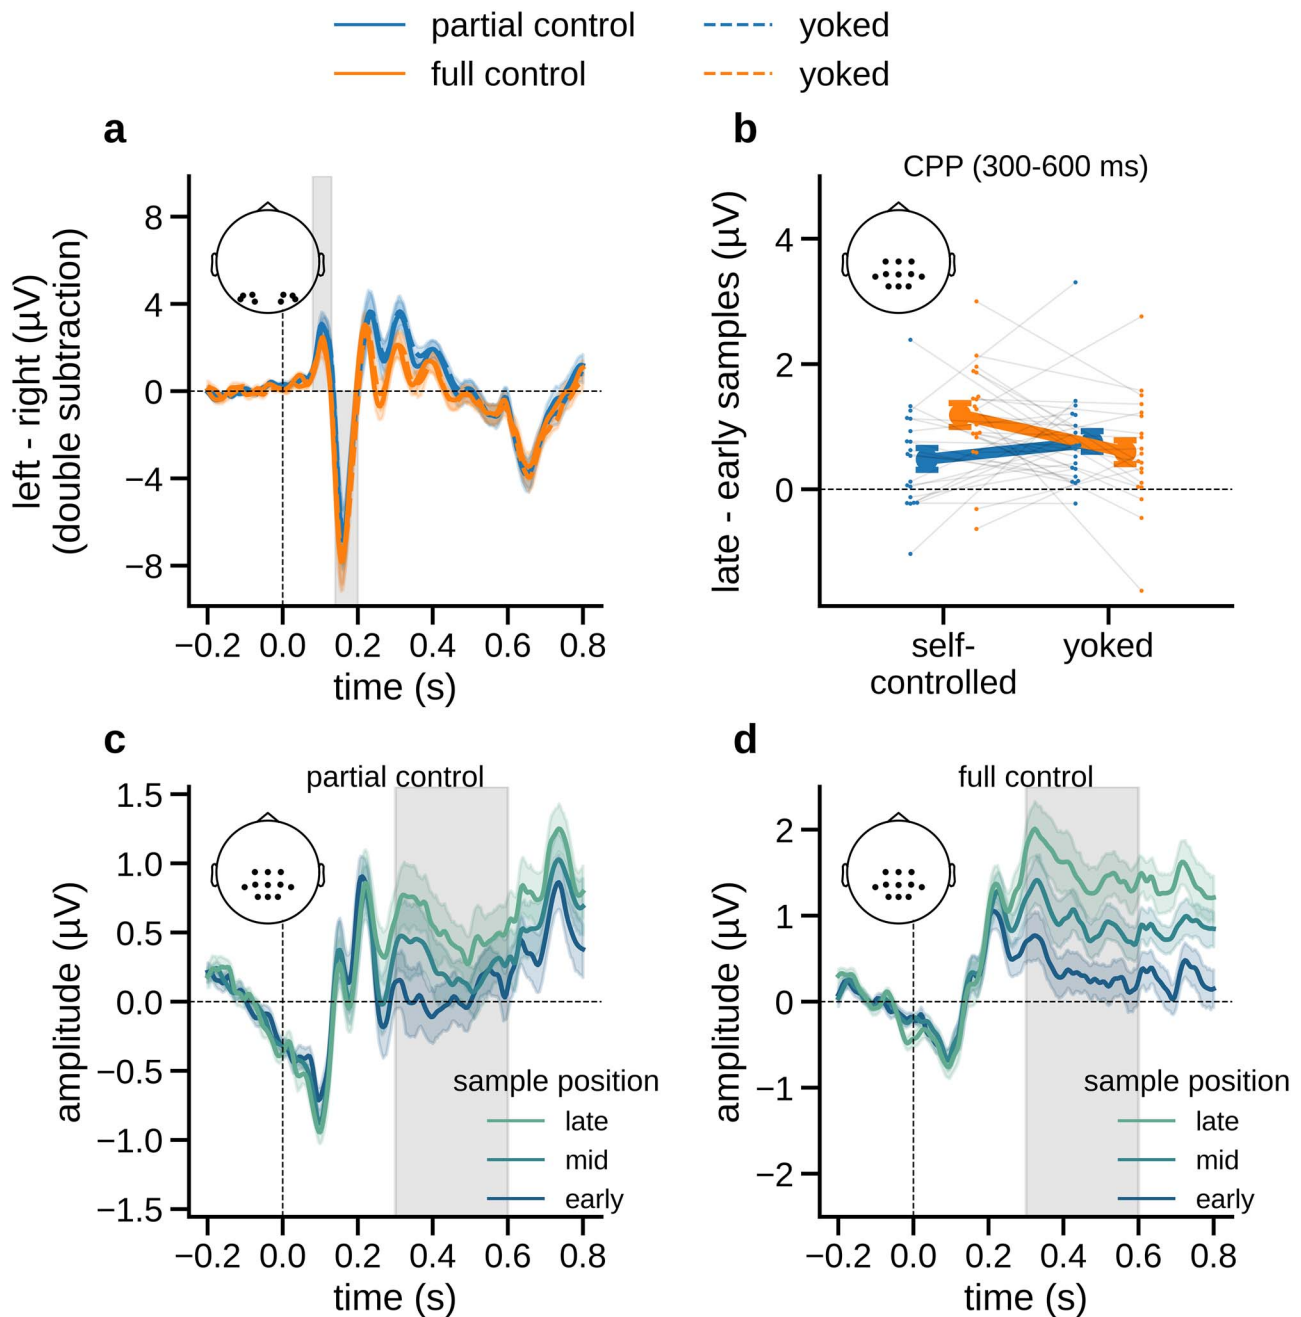 partial control
yoked
full control
yoked
a
8
4
0
−4
−8
left - right (µV)
(double subtraction)
−0.2 0.0 0.2 0.4 0.6 0.8
time (s)
b
CPP (300-600 ms)
4
2
0
late - early samples (µV)
self-
controlled
yoked
c
partial control
1.5
1.0
0.5
0.0
−0.5
−1.0
−1.5
amplitude (µV)
sample position
late
mid
early
−0.2 0.0 0.2 0.4 0.6 0.8
time (s)
d
full control
2
1
0
−1
−2
amplitude (µV)
sample position
late
mid
early
−0.2 0.0 0.2 0.4 0.6 0.8
time (s)